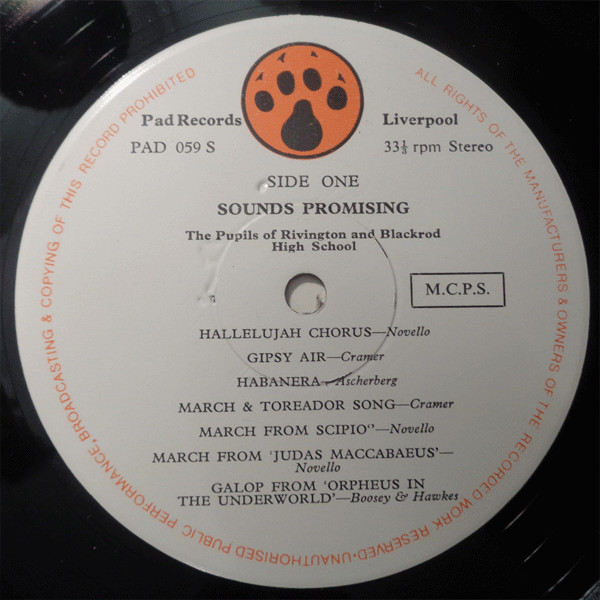 Pad Records Liverpool
PAD 059 S 33⅓ rpm Stereo
SIDE ONE
SOUNDS PROMISING
The Pupils of Rivington and Blackrod
High School
M.C.P.S.
HALLELUJAH CHORUS—Novello
GIPSY AIR—Cramer
HABANERA—Ascherberg
MARCH & TOREADOR SONG—Cramer
MARCH FROM SCIPIO''—Novello
MARCH FROM 'JUDAS MACCABAEUS'—
Novello
GALOP FROM 'ORPHEUS IN
THE UNDERWORLD'—Boosey & Hawkes
ALL RIGHTS OF THE MANUFACTURERS & OWNERS OF THE RECORDED WORK RESERVED·UNAUTHORISED PUBLIC PERFORMANCE, BROADCASTING & COPYING OF THIS RECORD PROHIBITED